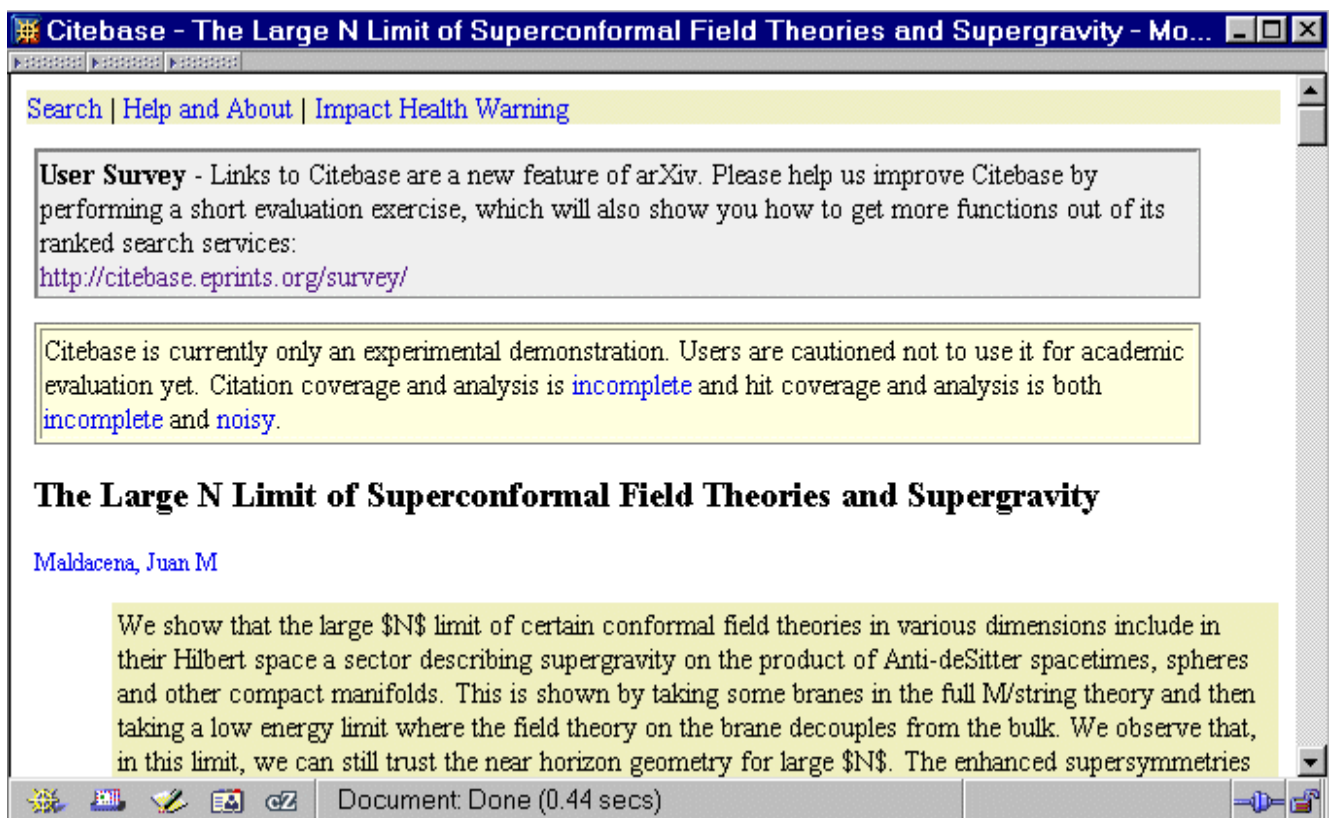 Citebase - The Large N Limit of Superconformal Field Theories and Supergravity - Mo...
Search | Help and About | Impact Health Warning
User Survey - Links to Citebase are a new feature of arXiv. Please help us improve Citebase by
performing a short evaluation exercise, which will also show you how to get more functions out of its
ranked search services:
http://citebase.eprints.org/survey/
Citebase is currently only an experimental demonstration. Users are cautioned not to use it for academic
evaluation yet. Citation coverage and analysis is incomplete and hit coverage and analysis is both
incomplete and noisy.
The Large N Limit of Superconformal Field Theories and Supergravity
Maldacena, Juan M
We show that the large $N$ limit of certain conformal field theories in various dimensions include in
their Hilbert space a sector describing supergravity on the product of Anti-deSitter spacetimes, spheres
and other compact manifolds. This is shown by taking some branes in the full M/string theory and then
taking a low energy limit where the field theory on the brane decouples from the bulk. We observe that,
in this limit, we can still trust the near horizon geometry for large $N$. The enhanced supersymmetries
cZ Document: Done (0.44 secs)